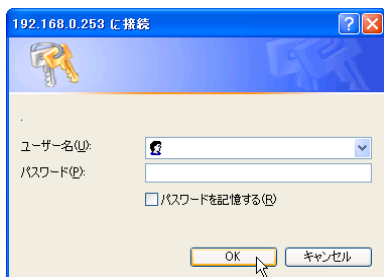 192.168.0.253 に接続
.
ユーザー名(U):
パスワード(P):
パスワードを記憶する(R)
OK
キャンセル